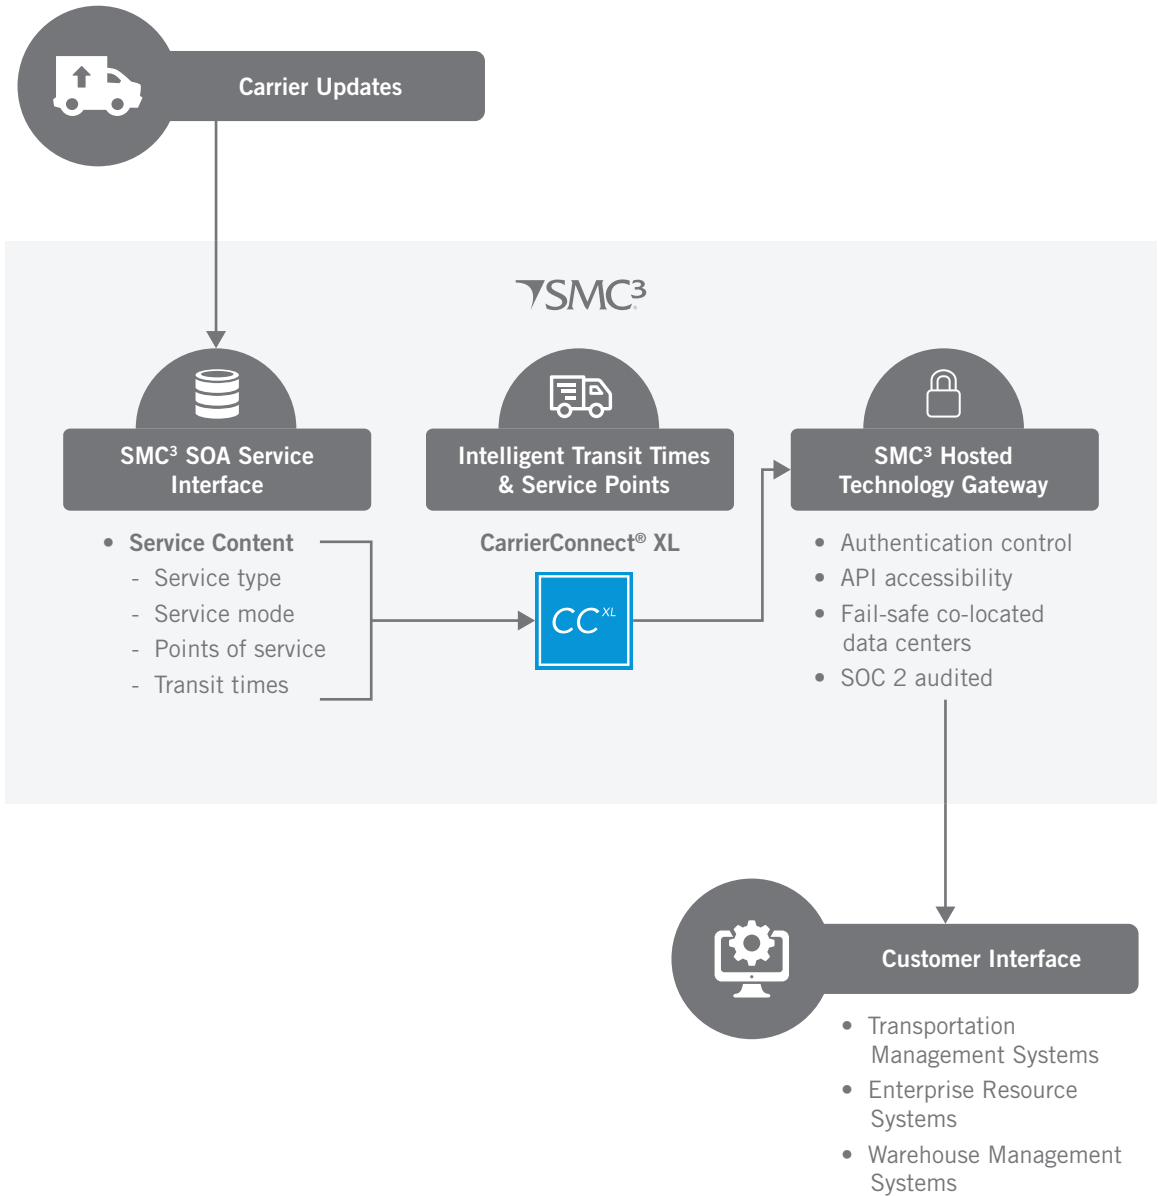 Carrier Updates
SMC³
SMC³ SOA Service
Interface
• Service Content
- Service type
- Service mode
- Points of service
- Transit times
Intelligent Transit Times
& Service Points
CarrierConnect® XL
CC XL
SMC³ Hosted
Technology Gateway
• Authentication control
• API accessibility
• Fail-safe co-located
data centers
• SOC 2 audited
Customer Interface
• Transportation
Management Systems
• Enterprise Resource
Systems
• Warehouse Management
Systems